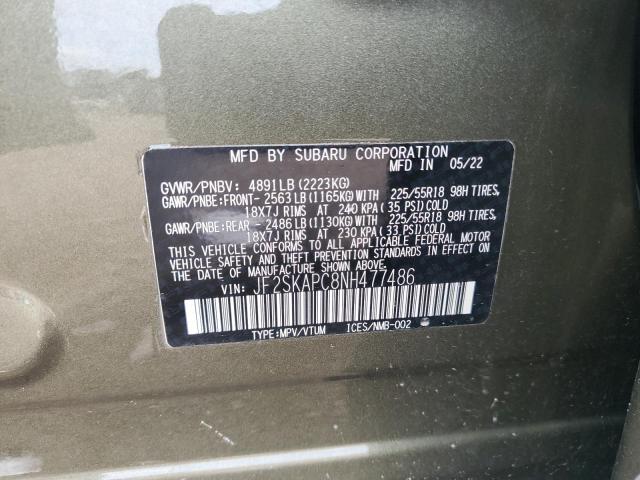 MFD BY SUBARU CORPORATION
MFD IN 05/22
GVWR/PNBV: 4891LB(2223KG)
GAWR/PNBE:FRONT-2563LB(1165KG)WITH 225/55R18 98H TIRES,
18X7J RIMS AT 240 KPA(35 PSI)COLD
GAWR/PNBE:REAR -2486LB(1130KG)WITH 225/55R18 98H TIRES,
18X7J RIMS AT 230 KPA(33 PSI)COLD
THIS VEHICLE CONFORMS TO ALL APPLICABLE FEDERAL MOTOR
VEHICLE SAFETY AND THEFT PREVENTION STANDARDS IN EFFECT ON
THE DATE OF MANUFACTURE SHOWN ABOVE.
VIN: JF2SKAPC8NH477486
TYPE:MPV/VTUM ICES/NMB-002